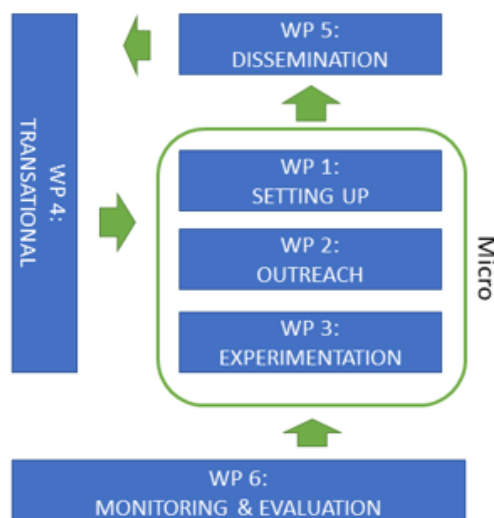 WP 5:
DISSEMINATION
WP 4:
TRANSATIONAL
WP 1:
SETTING UP
WP 2:
OUTREACH
WP 3:
EXPERIMENTATION
Micro
WP 6:
MONITORING & EVALUATION